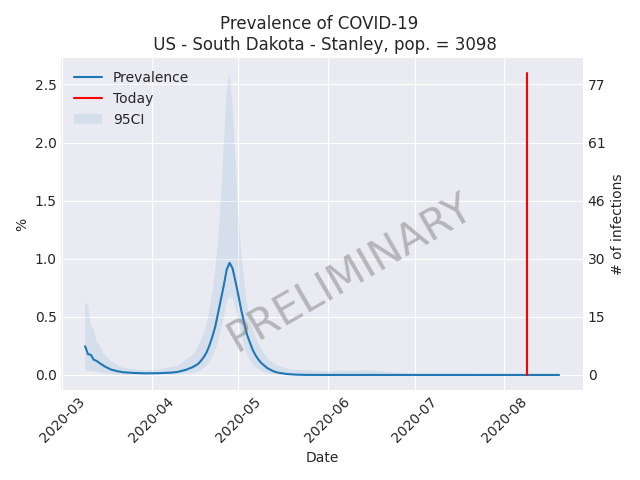 Prevalence of COVID-19
US - South Dakota - Stanley, pop. = 3098
Prevalence
Today
95CI
2.5
2.0
1.5
1.0
0.5
0.0
%
77
61
46
30
15
0
# of infections
PRELIMINARY
2020-03
2020-04
2020-05
2020-06
2020-07
2020-08
Date